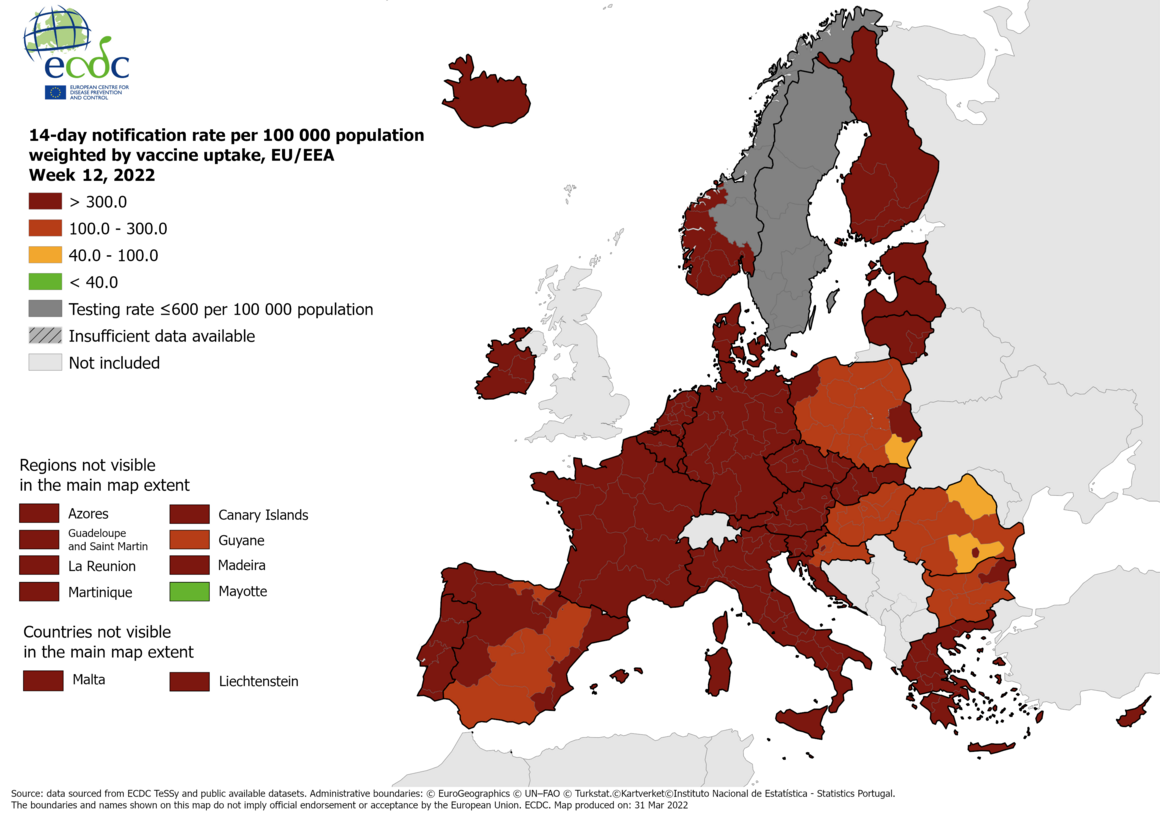 ecdc
EUROPEAN CENTRE FOR
DISEASE PREVENTION
AND CONTROL
14-day notification rate per 100 000 population
weighted by vaccine uptake, EU/EEA
Week 12, 2022
> 300.0
100.0 - 300.0
40.0 - 100.0
< 40.0
Testing rate ≤600 per 100 000 population
Insufficient data available
Not included
Regions not visible
in the main map extent
Azores
Canary Islands
Guadeloupe
and Saint Martin
Guyane
La Reunion
Madeira
Martinique
Mayotte
Countries not visible
in the main map extent
Malta
Liechtenstein
Source: data sourced from ECDC TeSSy and public available datasets. Administrative boundaries: © EuroGeographics © UN–FAO © Turkstat.©Kartverket©Instituto Nacional de Estatística - Statistics Portugal.
The boundaries and names shown on this map do not imply official endorsement or acceptance by the European Union. ECDC. Map produced on: 31 Mar 2022